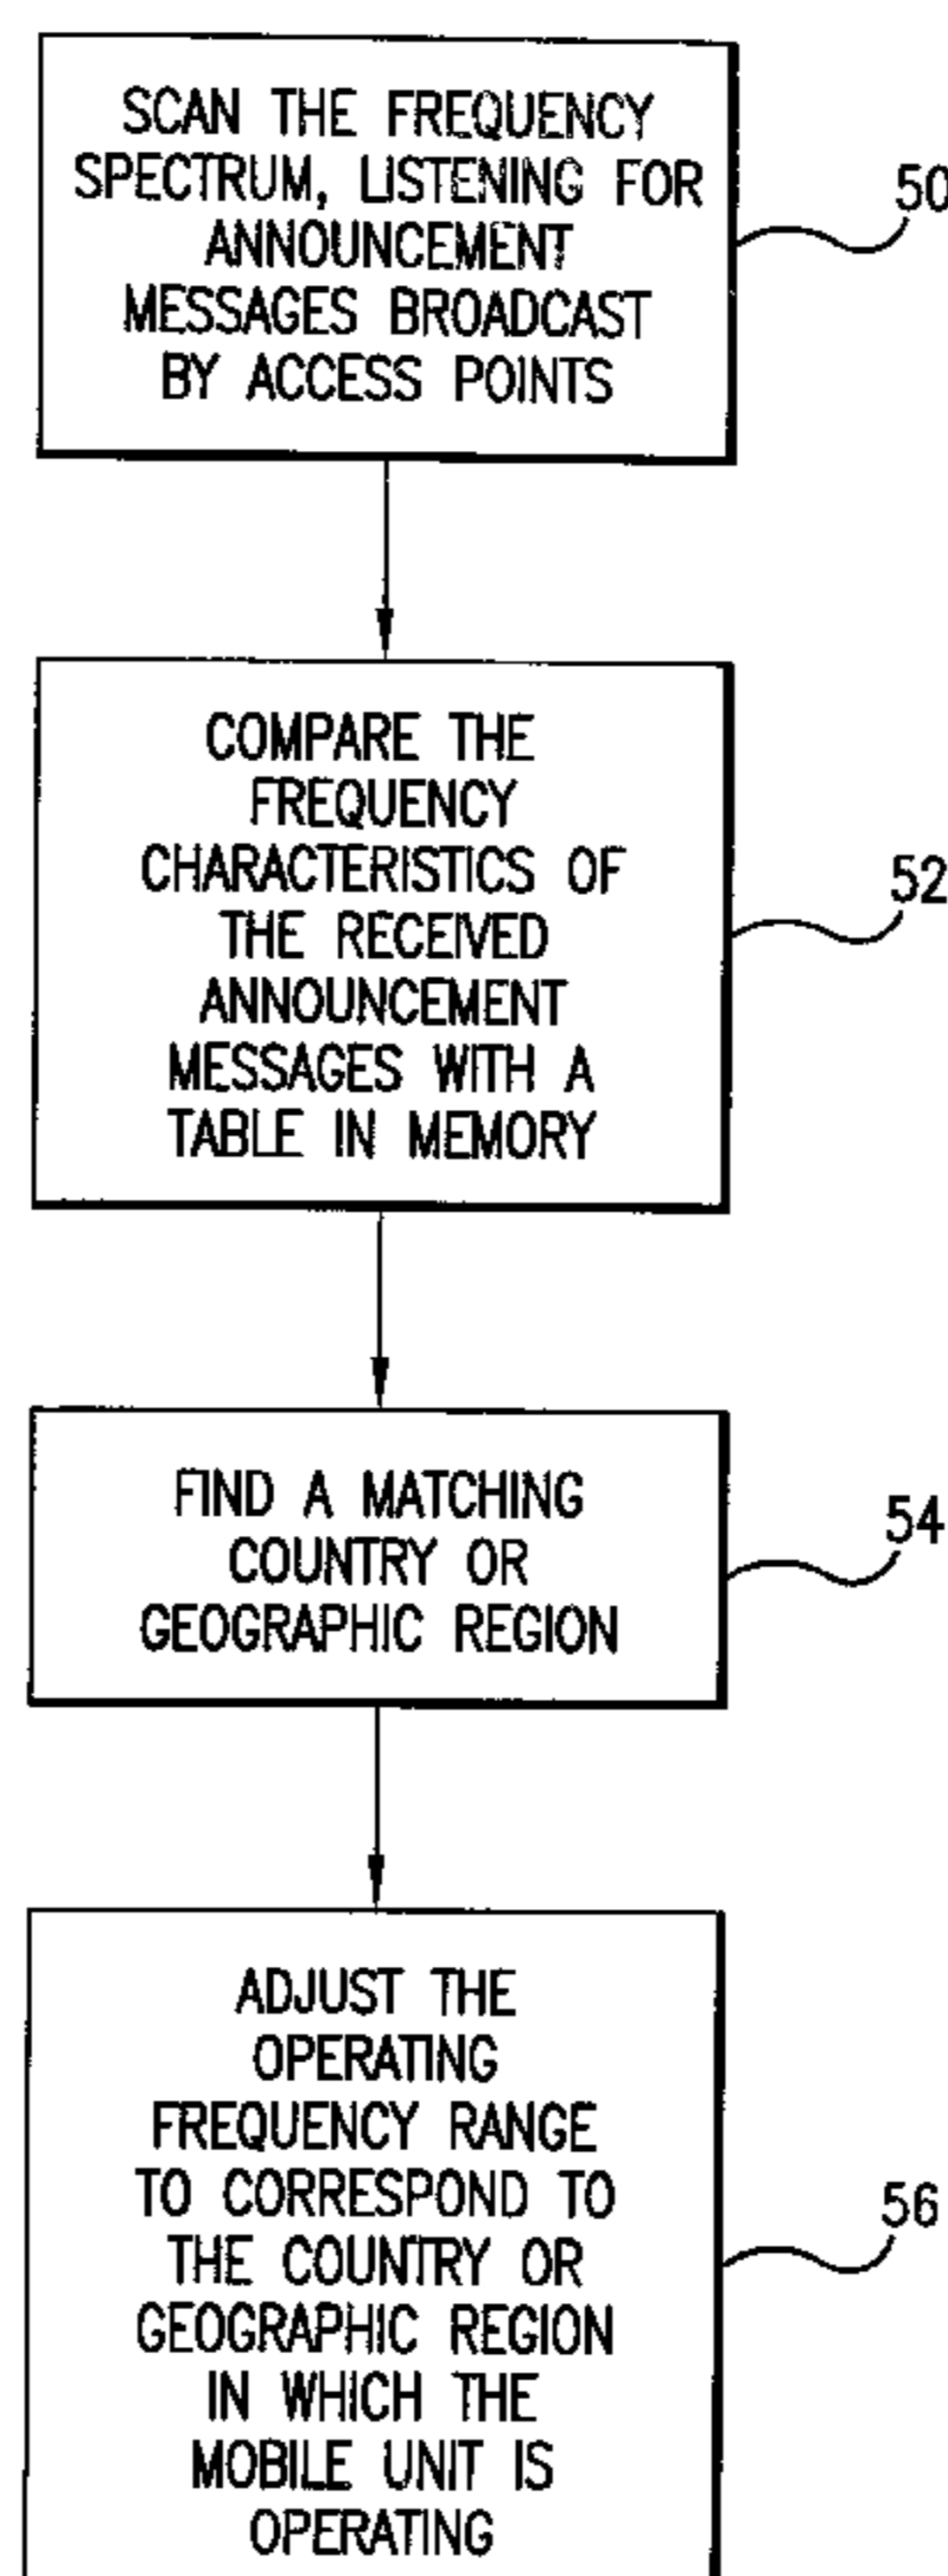 SCAN THE FREQUENCY
SPECTRUM, LISTENING FOR
ANNOUNCEMENT
MESSAGES BROADCAST
BY ACCESS POINTS
50
COMPARE THE
FREQUENCY
CHARACTERISTICS OF
THE RECEIVED
ANNOUNCEMENT
MESSAGES WITH A
TABLE IN MEMORY
52
FIND A MATCHING
COUNTRY OR
GEOGRAPHIC REGION
54
ADJUST THE
OPERATING
FREQUENCY RANGE
TO CORRESPOND TO
THE COUNTRY OR
GEOGRAPHIC REGION
IN WHICH THE
MOBILE UNIT IS
OPERATING
56